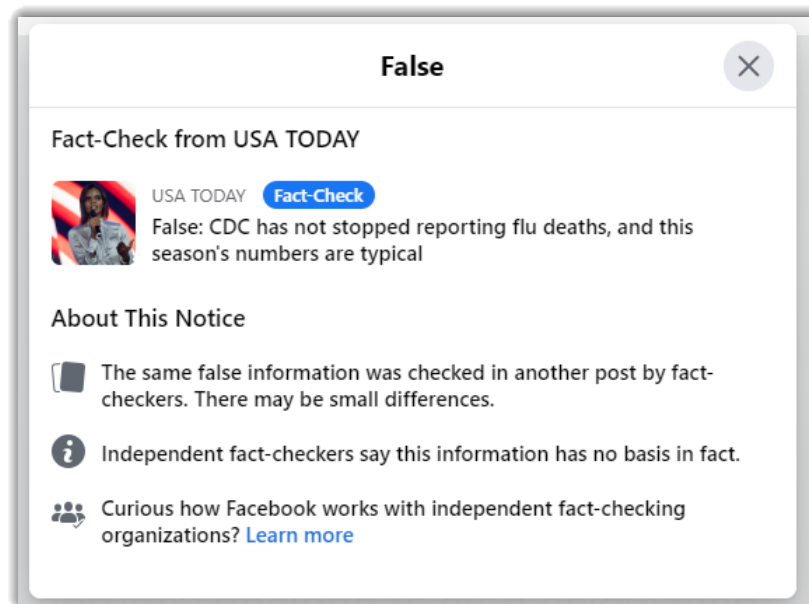 False
Fact-Check from USA TODAY
USA TODAY Fact-Check
False: CDC has not stopped reporting flu deaths, and this
season's numbers are typical
About This Notice
The same false information was checked in another post by fact-
checkers. There may be small differences.
Independent fact-checkers say this information has no basis in fact.
Curious how Facebook works with independent fact-checking
organizations? Learn more